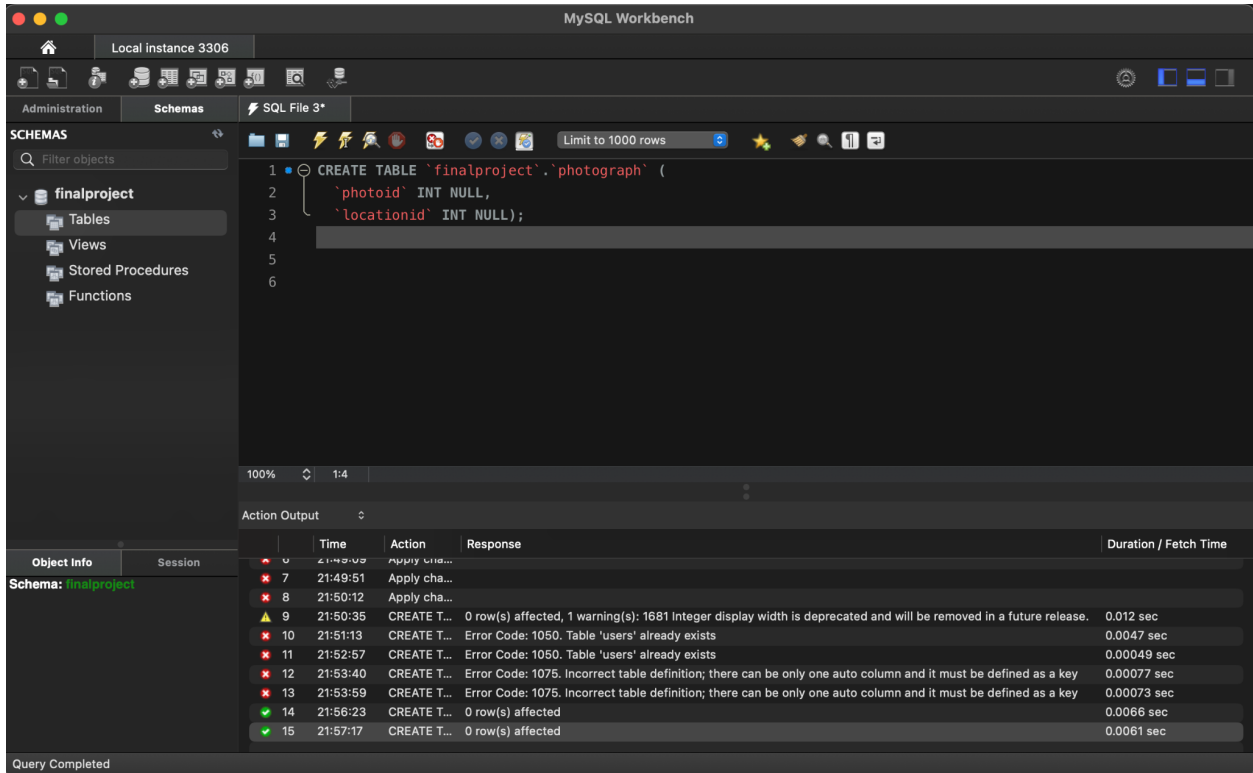 MySQL Workbench
Local instance 3306
Administration
Schemas
SQL File 3*
SCHEMAS
Filter objects
finalproject
Tables
Views
Stored Procedures
Functions
Limit to 1000 rows
1 CREATE TABLE `finalproject`.`photograph` (
2 `photoid` INT NULL,
3 `locationid` INT NULL);
4
5
6
100% 1:4
Action Output
Time Action Response Duration / Fetch Time
6 21:49:09 Apply cha...
7 21:49:51 Apply cha...
8 21:50:12 Apply cha...
9 21:50:35 CREATE T... 0 row(s) affected, 1 warning(s): 1681 Integer display width is deprecated and will be removed in a future release. 0.012 sec
10 21:51:13 CREATE T... Error Code: 1050. Table 'users' already exists 0.0047 sec
11 21:52:57 CREATE T... Error Code: 1050. Table 'users' already exists 0.00049 sec
12 21:53:40 CREATE T... Error Code: 1075. Incorrect table definition; there can be only one auto column and it must be defined as a key 0.00077 sec
13 21:53:59 CREATE T... Error Code: 1075. Incorrect table definition; there can be only one auto column and it must be defined as a key 0.00073 sec
14 21:56:23 CREATE T... 0 row(s) affected 0.0066 sec
15 21:57:17 CREATE T... 0 row(s) affected 0.0061 sec
Object Info Session
Schema: finalproject
Query Completed